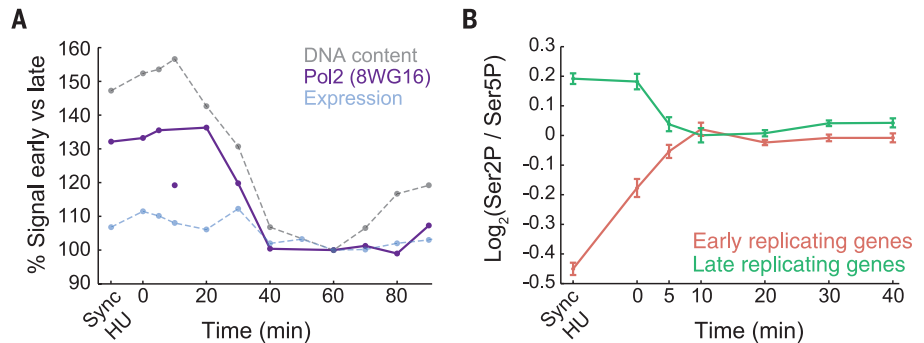 A
% Signal early vs late
160
150
140
130
120
110
100
90
DNA content
Pol2 (8WG16)
Expression
Sync
HU
0
20
40
60
80
Time (min)
B
Log2(Ser2P / Ser5P)
0.3
0.2
0.1
0
-0.1
-0.2
-0.3
-0.4
-0.5
Early replicating genes
Late replicating genes
Sync
HU
0
5
10
20
30
40
Time (min)